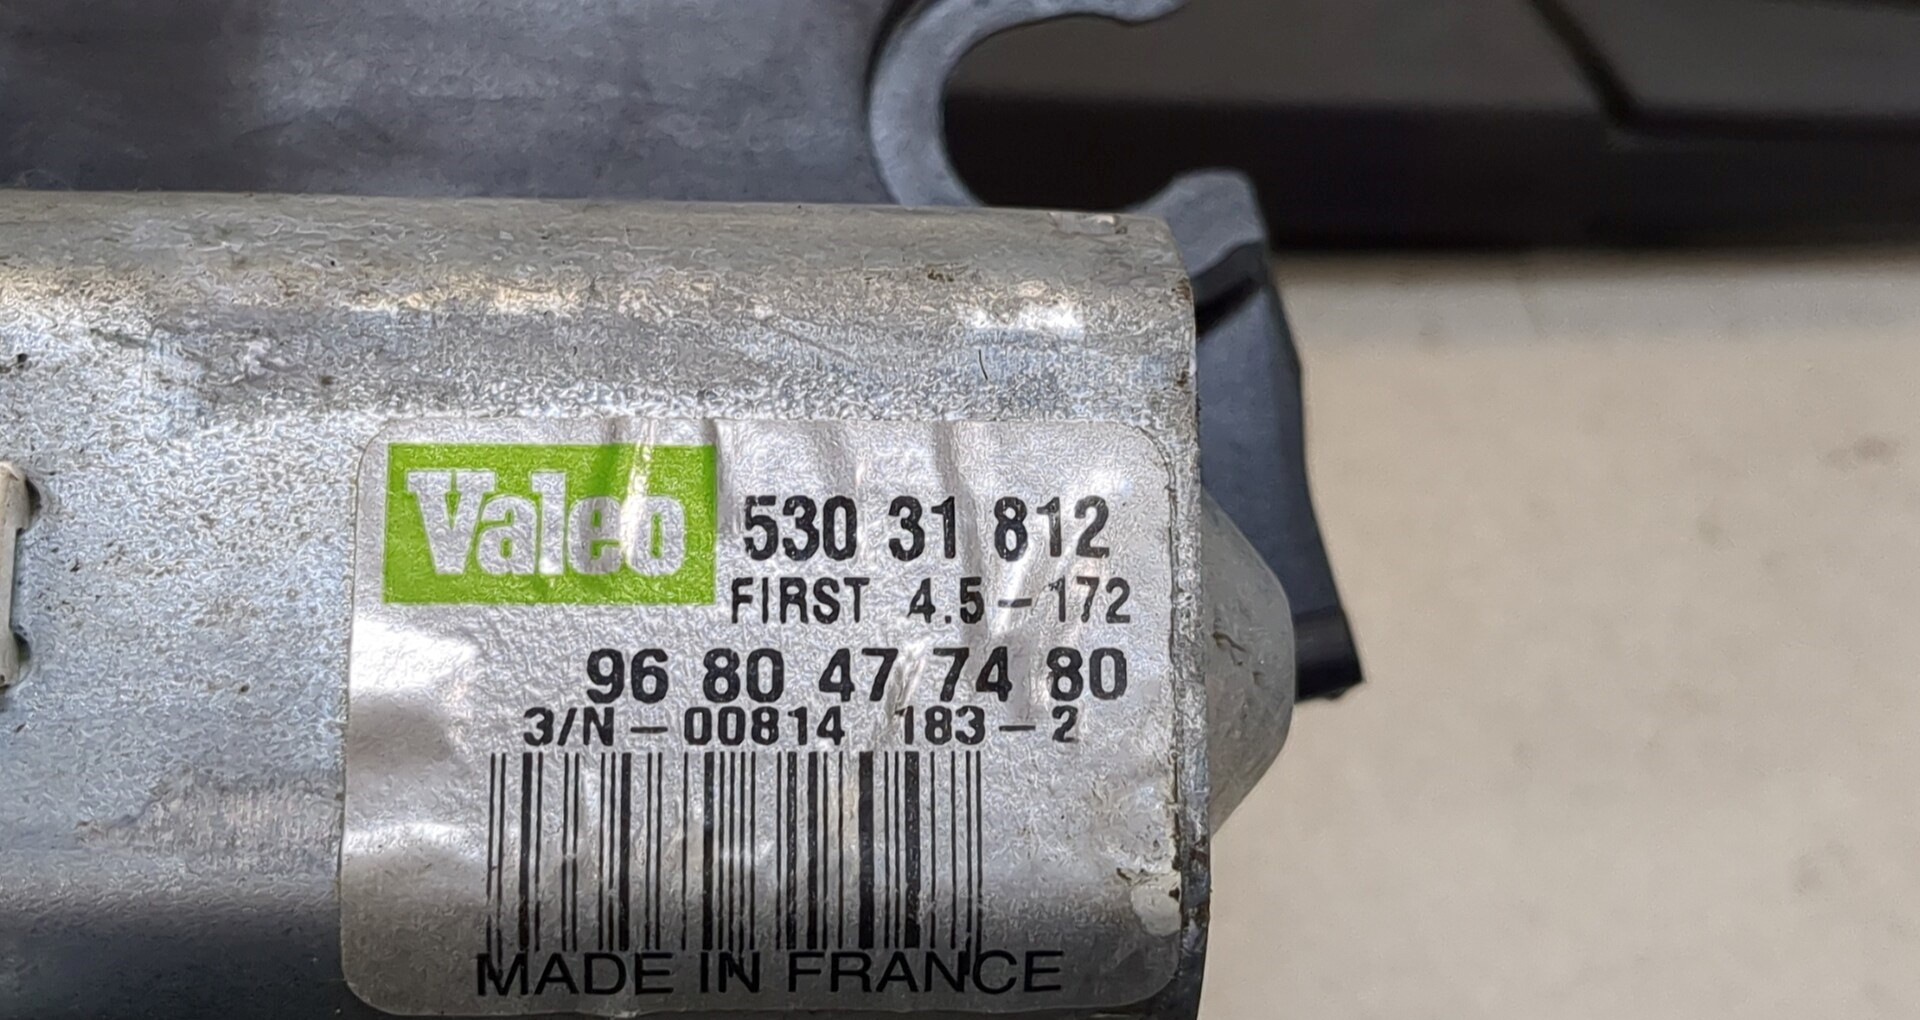 Valeo
530 31 812
FIRST 4.5-172
96 80 47 74 80
3/N-00814 183-2
MADE IN FRANCE